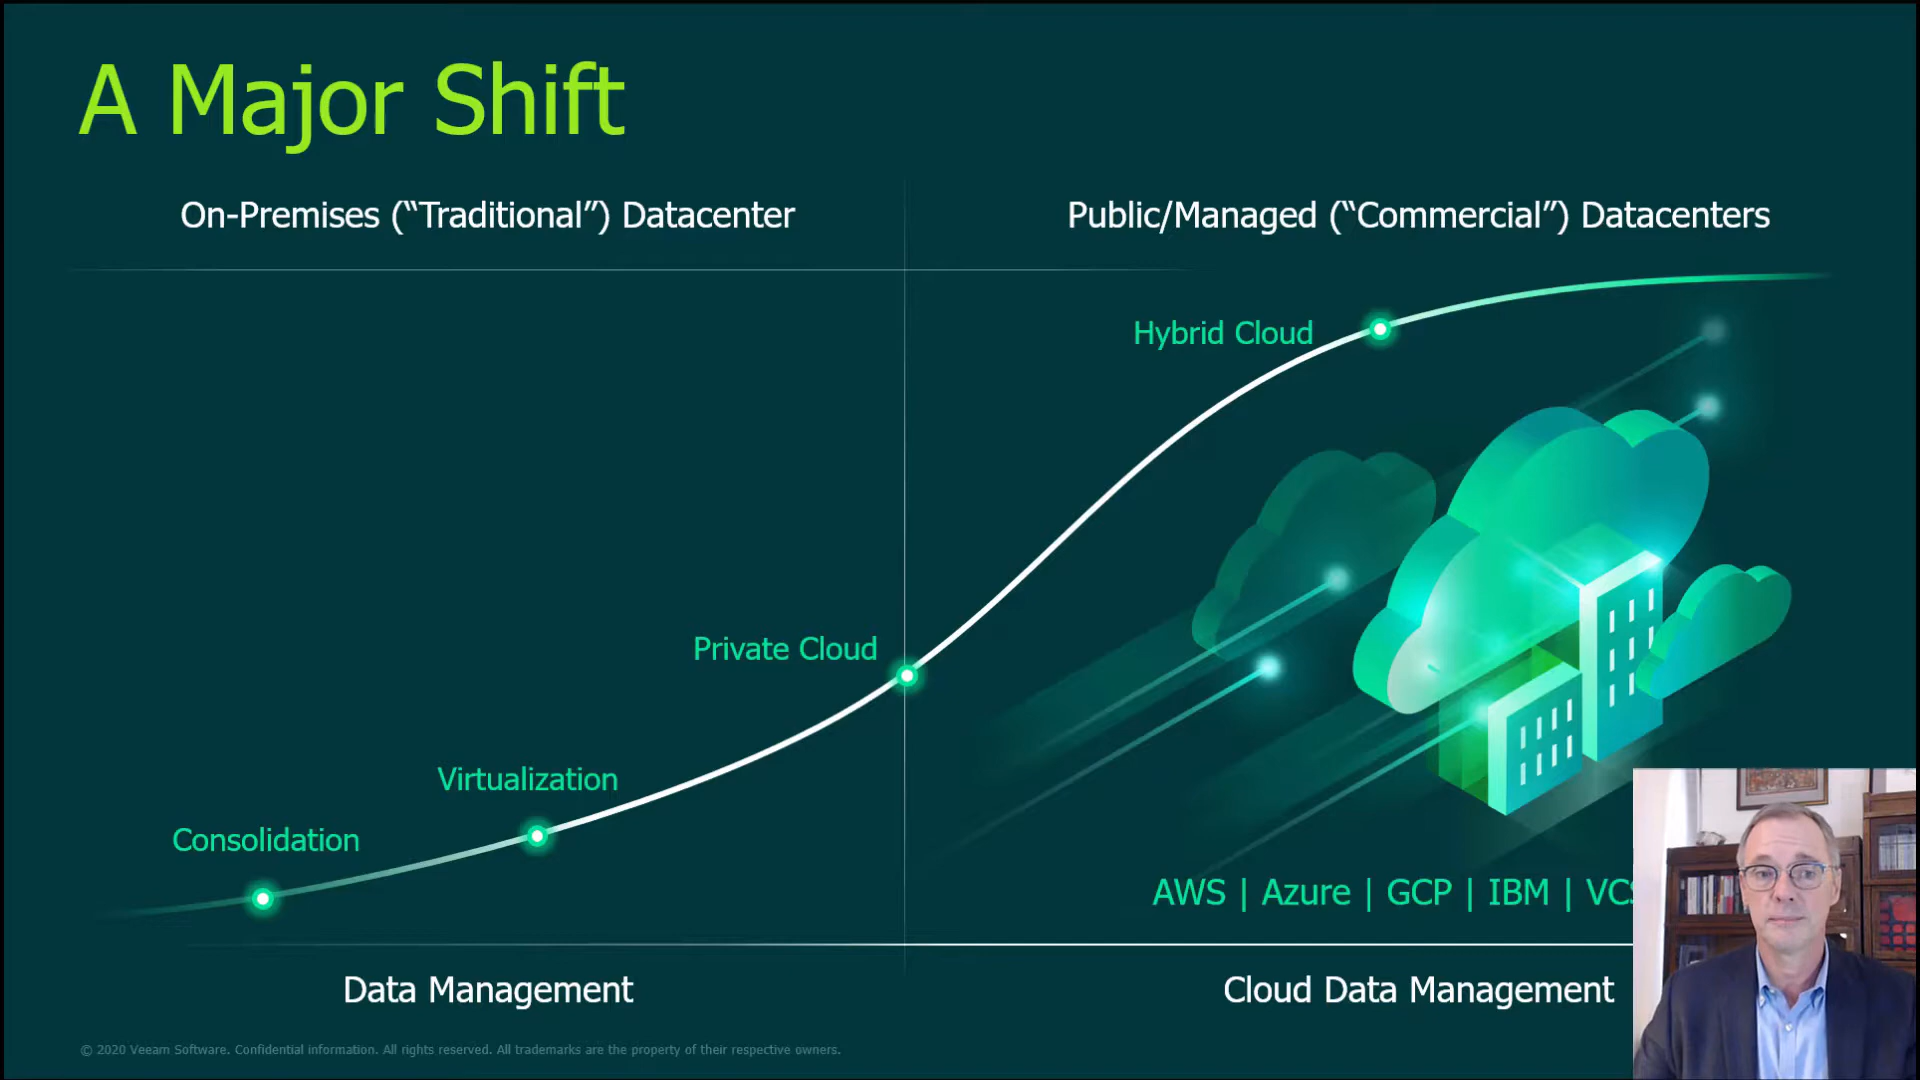 A Major Shift
On-Premises (“Traditional”) Datacenter
Public/Managed (“Commercial”) Datacenters
Hybrid Cloud
Private Cloud
Virtualization
Consolidation
AWS | Azure | GCP | IBM |
Data Management
Cloud Data Management
© 2020 Veeam Software. Confidential information. All rights reserved. All trademarks are the property of their respective owners.